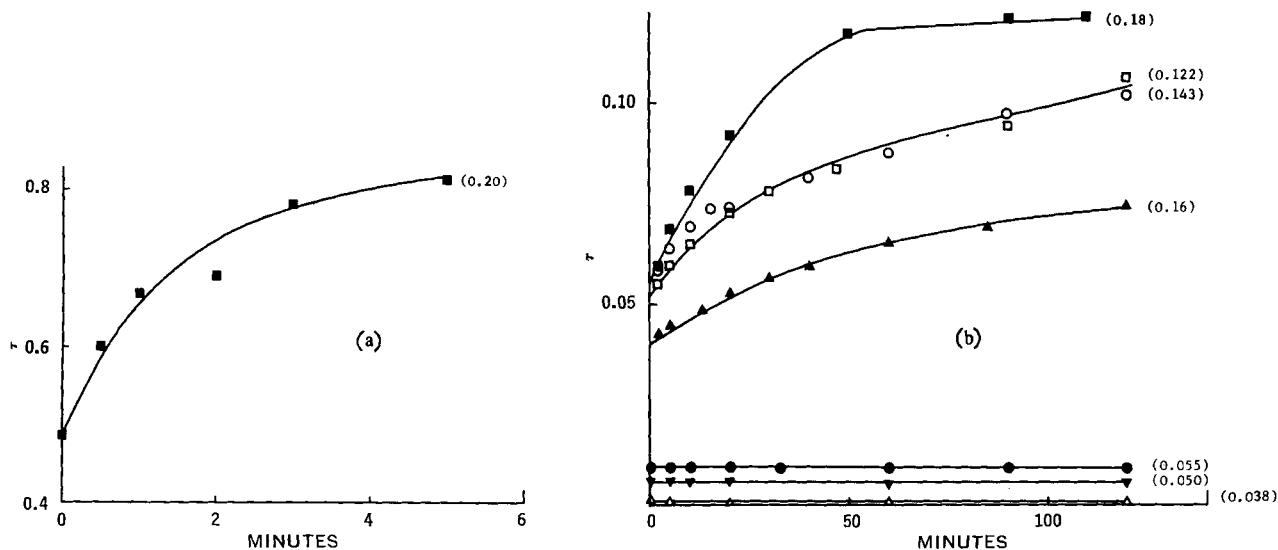 0.8
0.6
0.4
τ
(0.20)
(a)
0 2 4 6
MINUTES
0.10
0.05
τ
(0.18)
(0.122)
(0.143)
(0.16)
(b)
(0.055)
(0.050)
(0.038)
0 50 100
MINUTES